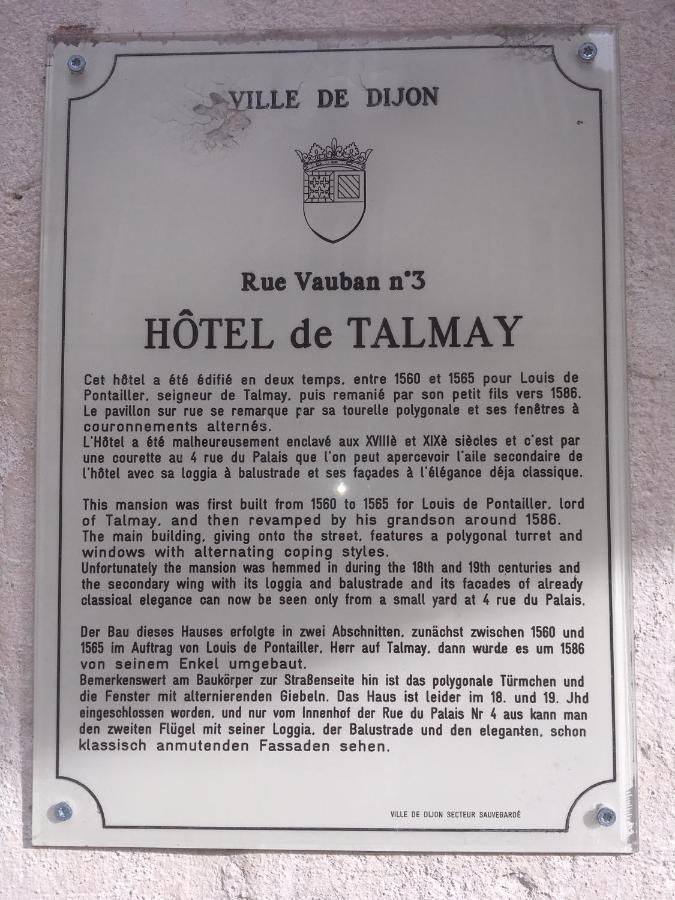 VILLE DE DIJON
Rue Vauban n°3
HÔTEL de TALMAY
Cet hôtel a été édifié en deux temps, entre 1560 et 1565 pour Louis de
Pontailler, seigneur de Talmay, puis remanié par son petit fils vers 1586.
Le pavillon sur rue se remarque par sa tourelle polygonale et ses fenêtres à
couronnements alternés.
L'Hôtel a été malheureusement enclavé aux XVIIIè et XIXè siècles et c'est par
une courette au 4 rue du Palais que l'on peut apercevoir l'aile secondaire de
l'hôtel avec sa loggia à balustrade et ses façades à l'élégance déja classique.
This mansion was first built from 1560 to 1565 for Louis de Pontailler, lord
of Talmay, and then revamped by his grandson around 1586.
The main building, giving onto the street, features a polygonal turret and
windows with alternating coping styles.
Unfortunately the mansion was hemmed in during the 18th and 19th centuries and
the secondary wing with its loggia and balustrade and its facades of already
classical elegance can now be seen only from a small yard at 4 rue du Palais.
Der Bau dieses Hauses erfolgte in zwei Abschnitten, zunächst zwischen 1560 und
1565 im Auftrag von Louis de Pontailler, Herr auf Talmay, dann wurde es um 1586
von seinem Enkel umgebaut.
Bemerkenswert am Baukörper zur Straßenseite hin ist das polygonale Türmchen und
die Fenster mit alternierenden Giebeln. Das Haus ist leider im 18. und 19. Jhd
eingeschlossen worden, und nur vom Innenhof der Rue du Palais Nr 4 aus kann man
den zweiten Flügel mit seiner Loggia, der Balustrade und den eleganten, schon
klassisch anmutenden Fassaden sehen.
VILLE DE DIJON SECTEUR SAUVEGARDÉ